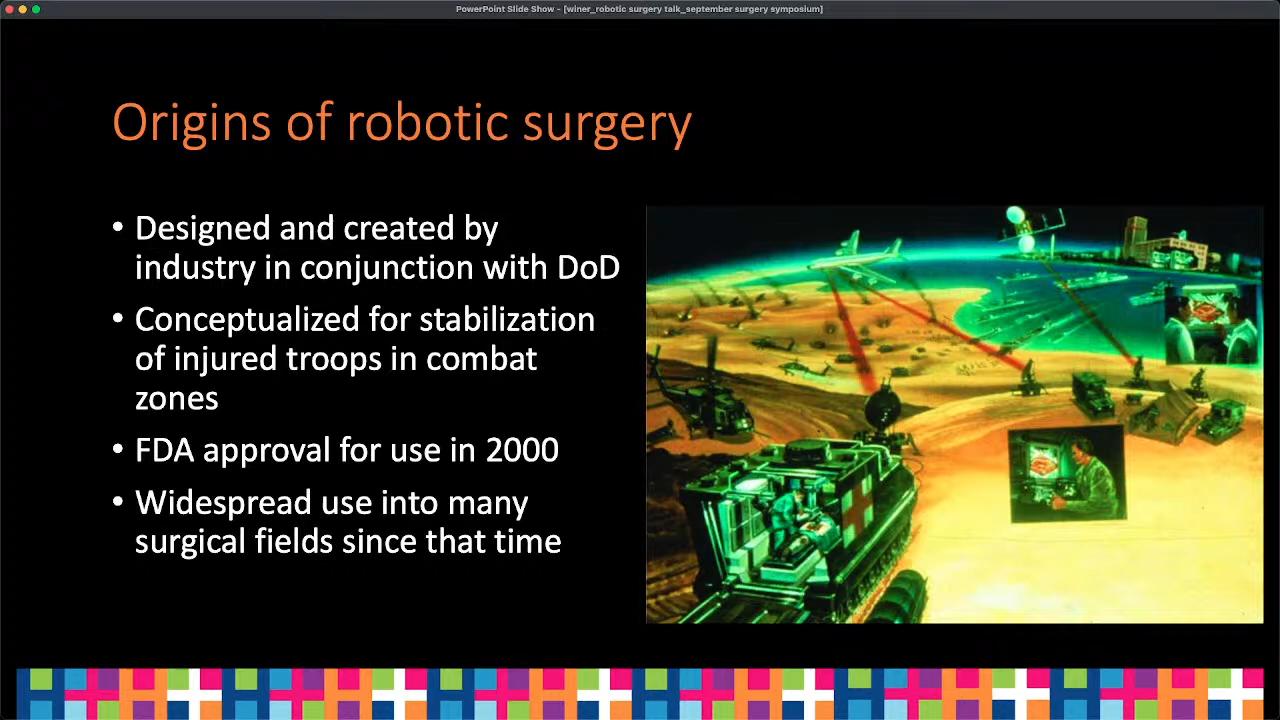 PowerPoint Slide Show - [winer_robotic surgery talk_september surgery symposium]
Origins of robotic surgery
• Designed and created by
industry in conjunction with DoD
• Conceptualized for stabilization
of injured troops in combat
zones
• FDA approval for use in 2000
• Widespread use into many
surgical fields since that time